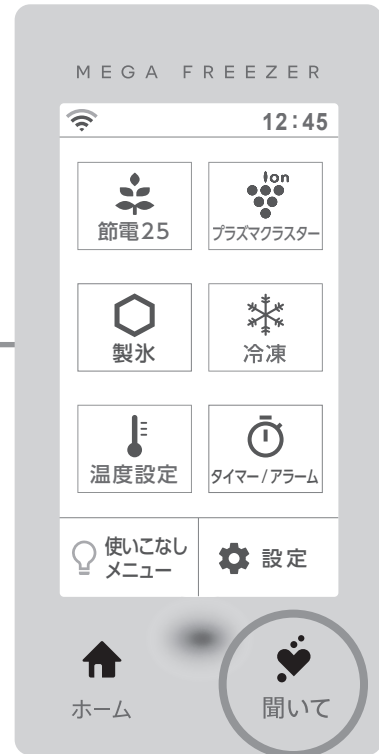 MEGA FREEZER
12:45
節電25
Ion
プラズマクラスター
製氷
冷凍
温度設定
タイマー/アラーム
使いこなし
メニュー
設定
ホーム
聞いて